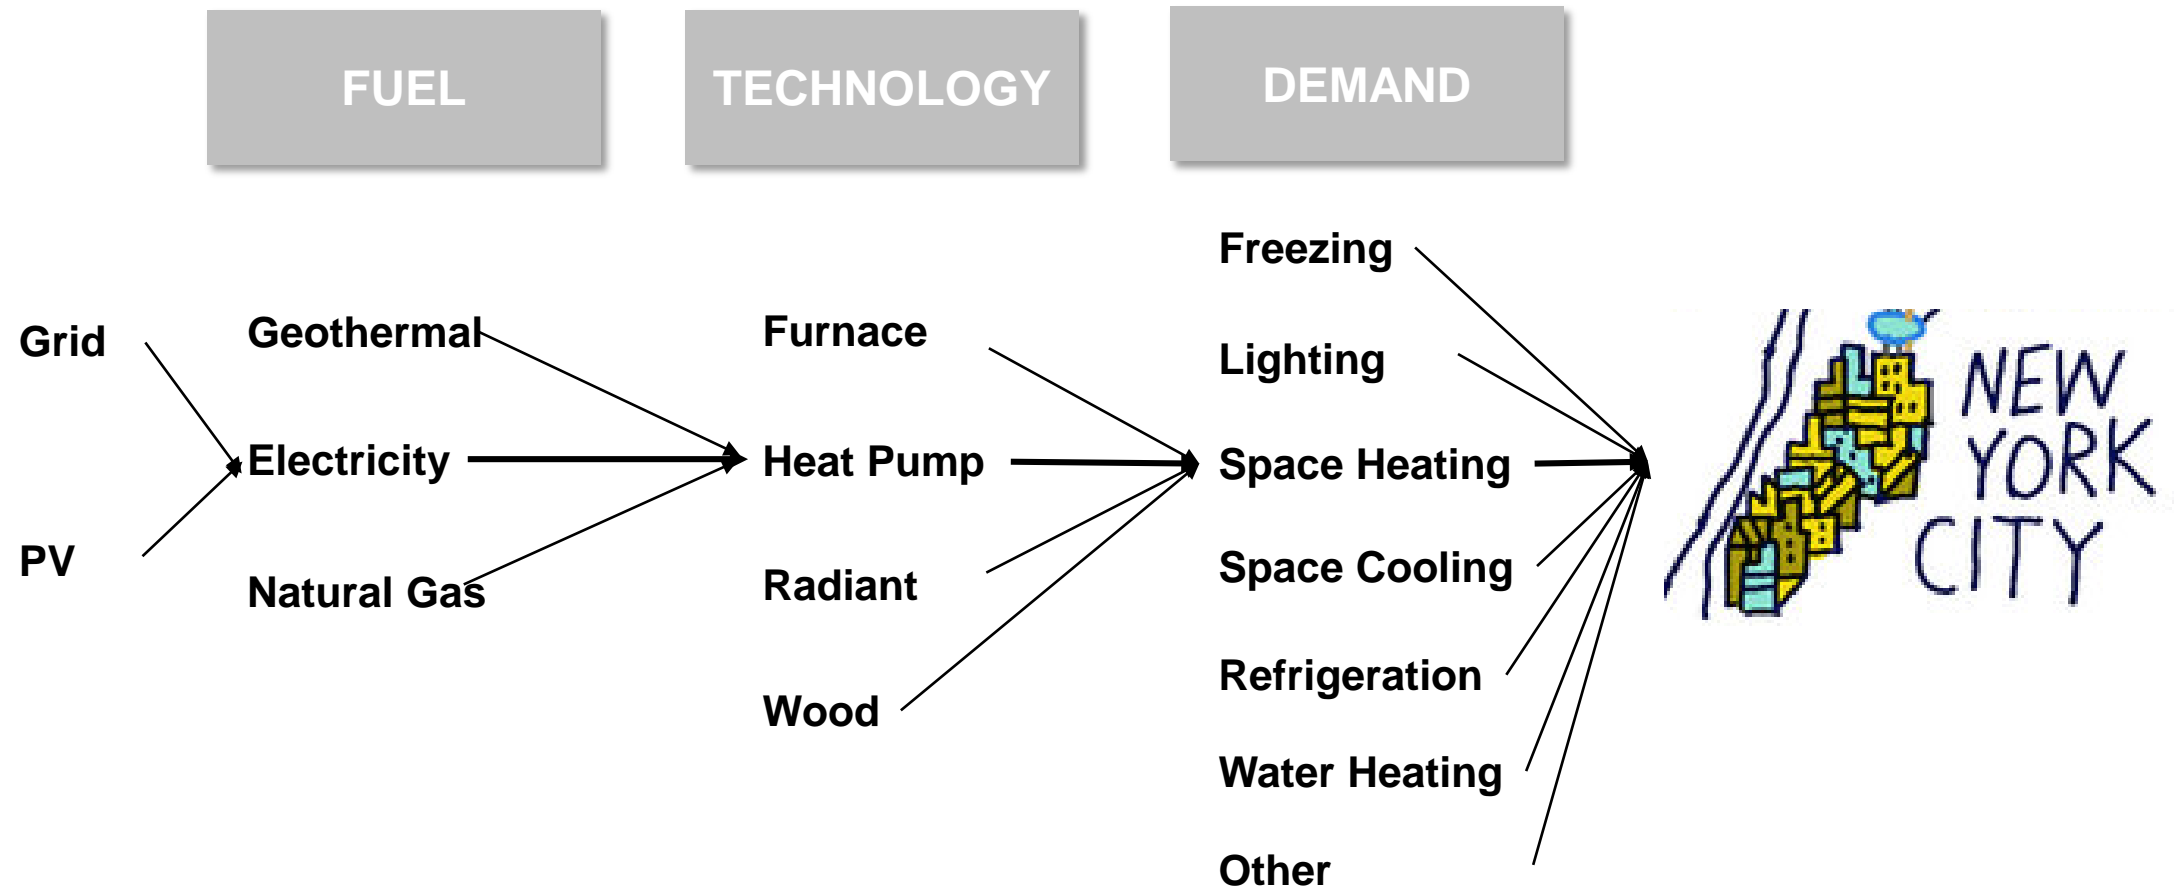 FUEL
TECHNOLOGY
DEMAND
Grid
PV
Geothermal
Electricity
Natural Gas
Furnace
Heat Pump
Radiant
Wood
Freezing
Lighting
Space Heating
Space Cooling
Refrigeration
Water Heating
Other
NEW
YORK
CITY